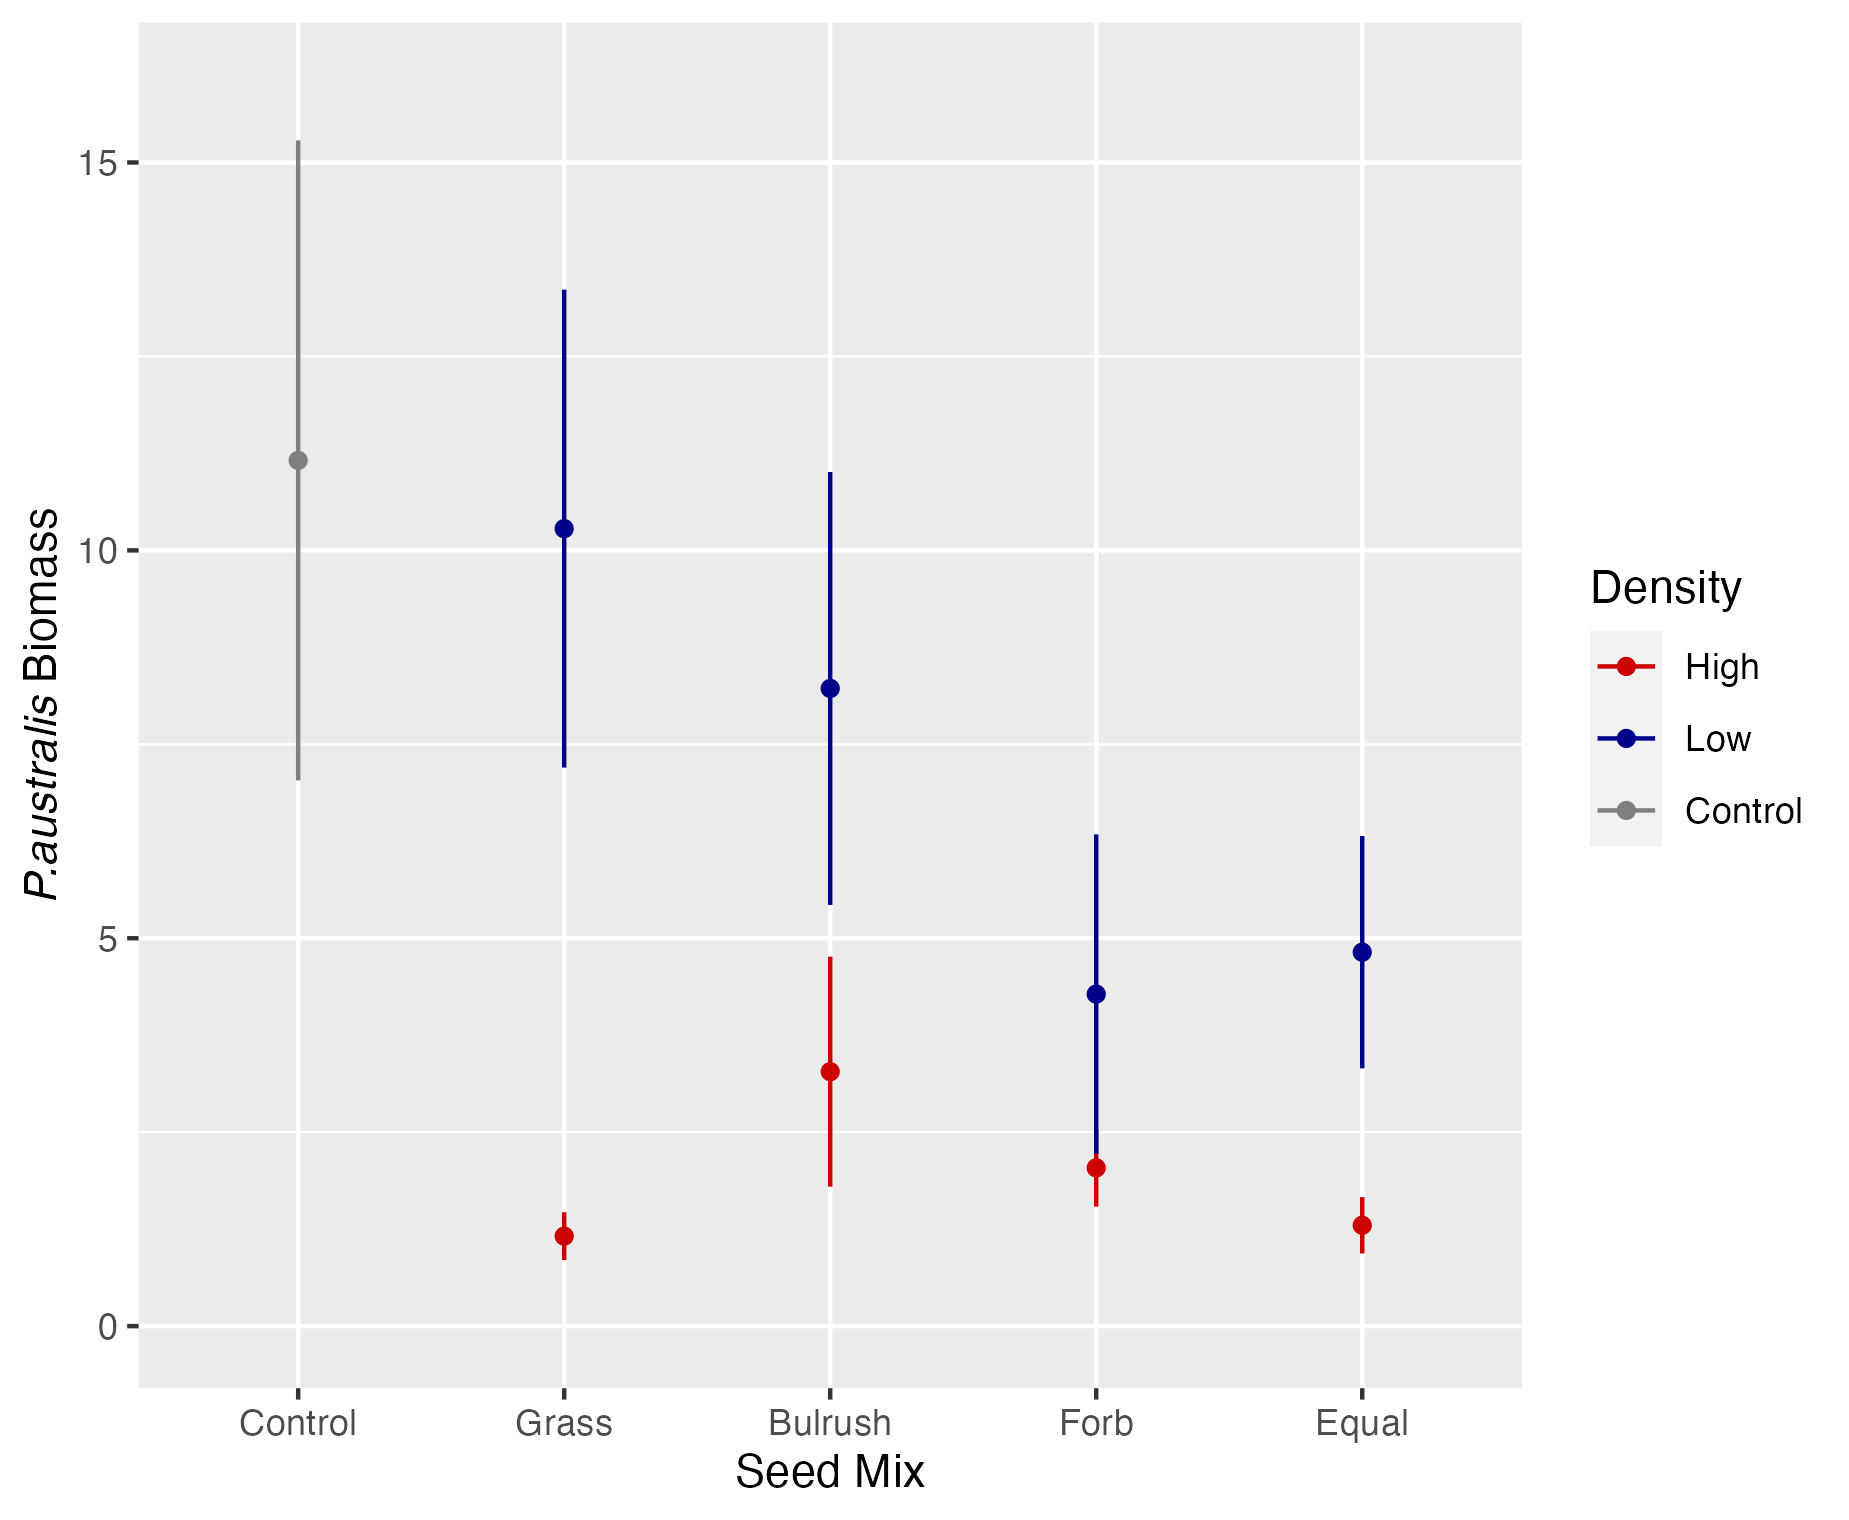 15
10
5
0
P.australis Biomass
Control Grass Bulrush Forb Equal
Seed Mix
Density
High
Low
Control